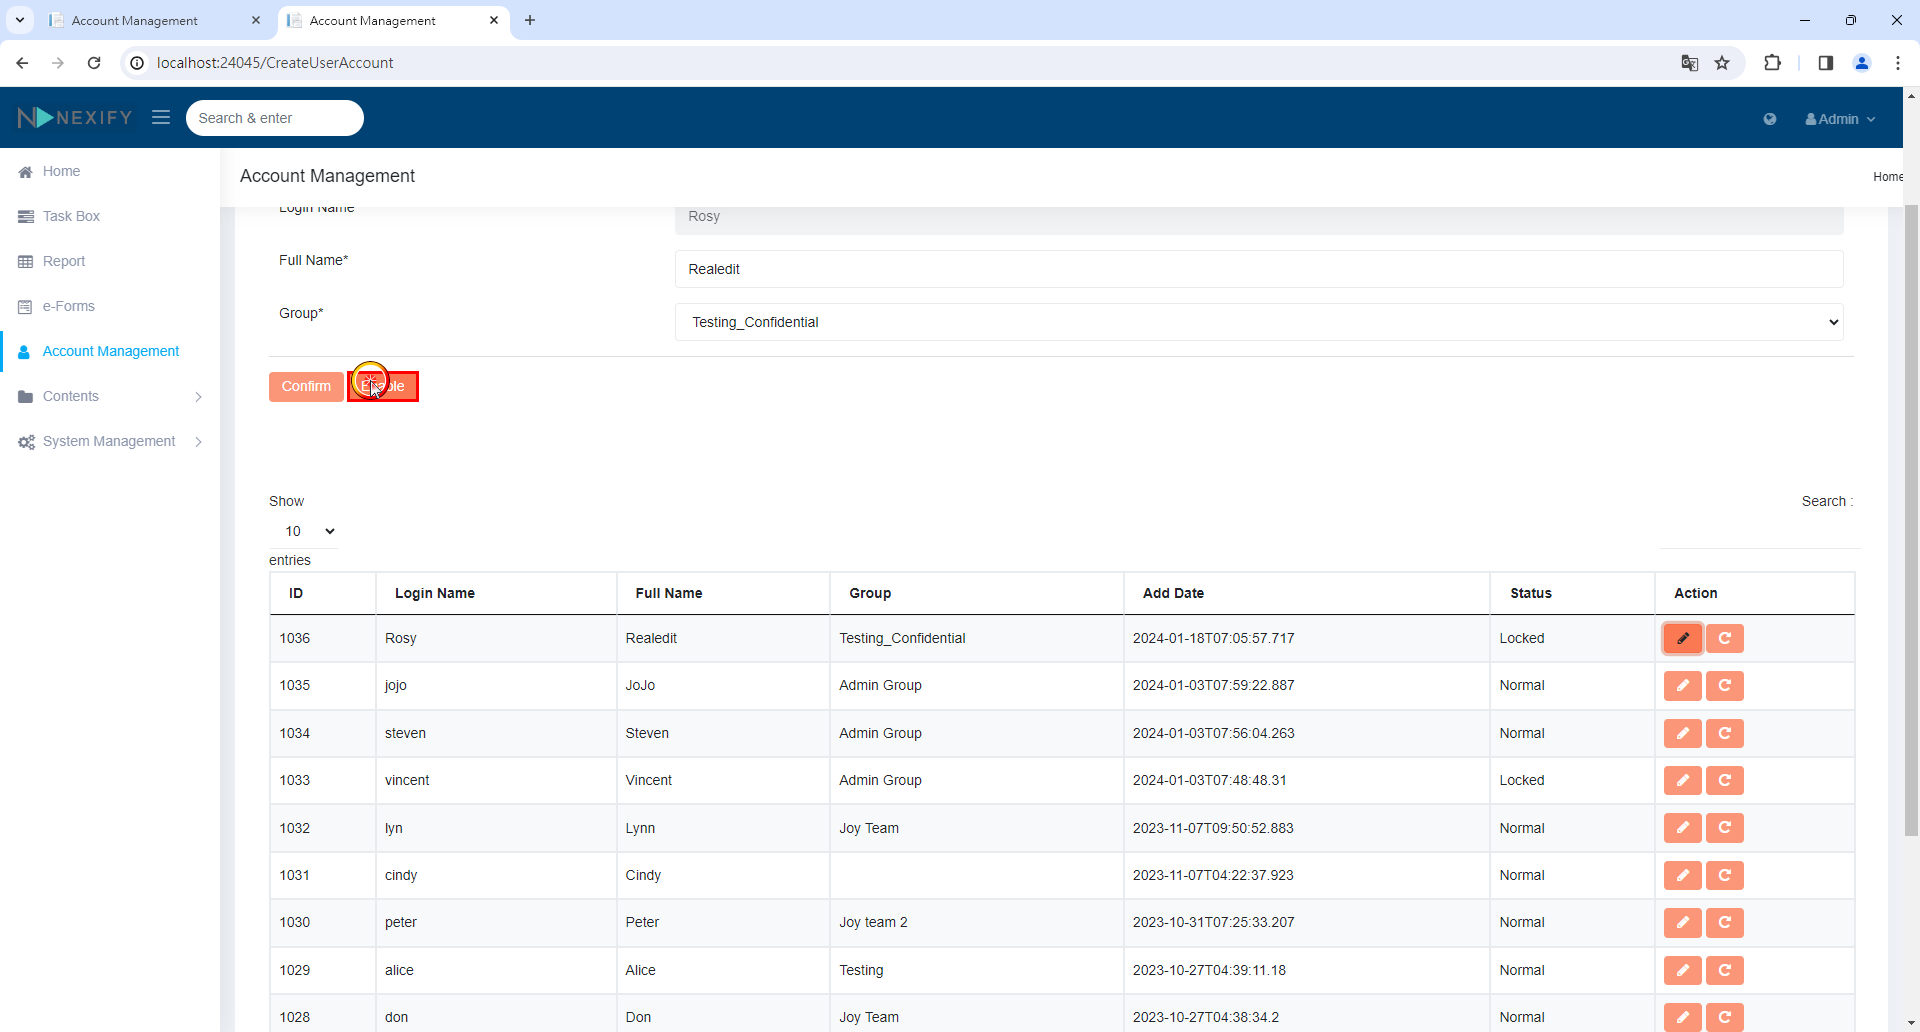 Account Management
Account Management
localhost:24045/CreateUserAccount
NEXIFY
Search & enter
Admin
Home
Task Box
Report
e-Forms
Account Management
Contents
System Management
Account Management
Home
Login Name
Rosy
Full Name*
Realedit
Group*
Testing_Confidential
Confirm
Show
10
entries
Search :
ID Login Name Full Name Group Add Date Status Action
1036 Rosy Realedit Testing_Confidential 2024-01-18T07:05:57.717 Locked
1035 jojo JoJo Admin Group 2024-01-03T07:59:22.887 Normal
1034 steven Steven Admin Group 2024-01-03T07:56:04.263 Normal
1033 vincent Vincent Admin Group 2024-01-03T07:48:48.31 Locked
1032 lyn Lynn Joy Team 2023-11-07T09:50:52.883 Normal
1031 cindy Cindy 2023-11-07T04:22:37.923 Normal
1030 peter Peter Joy team 2 2023-10-31T07:25:33.207 Normal
1029 alice Alice Testing 2023-10-27T04:39:11.18 Normal
1028 don Don Joy Team 2023-10-27T04:38:34.2 Normal